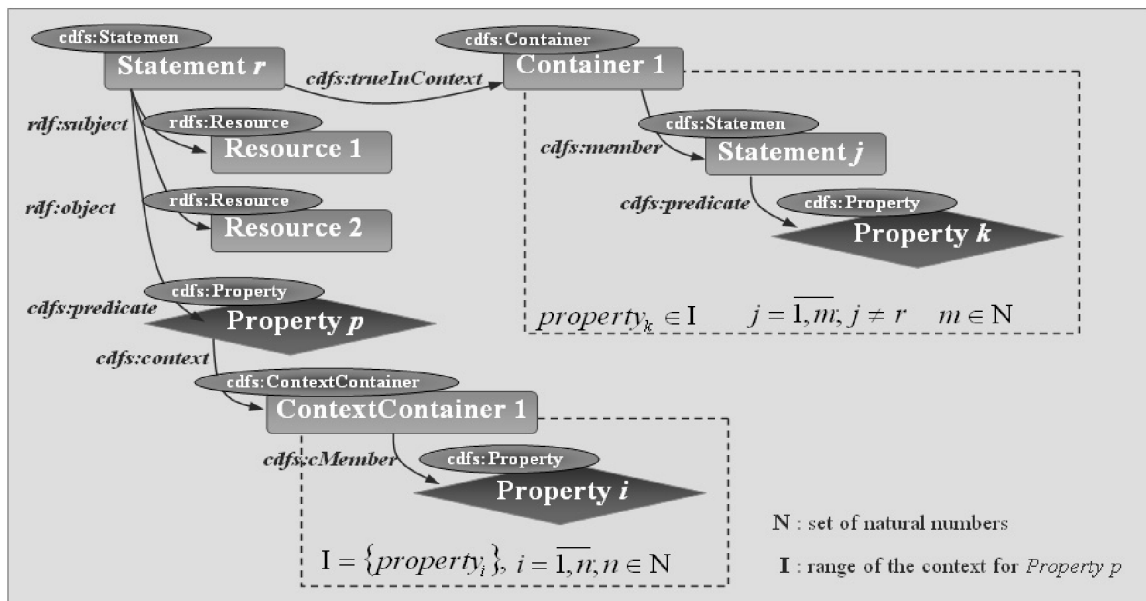 cdfs:Statemen
Statement r
cdfs:trueInContext
cdfs:Container
Container 1
rdf:subject
rdfs:Resource
Resource 1
rdf:object
rdfs:Resource
Resource 2
cdfs:member
cdfs:Statemen
Statement j
cdfs:predicate
cdfs:Property
Property k
property_k ∈ I j = 1,m, j ≠ r m ∈ N
cdfs:predicate
cdfs:Property
Property p
cdfs:context
cdfs:ContextContainer
ContextContainer 1
cdfs:cMember
cdfs:Property
Property i
I = {property_i}, i = 1,n, n ∈ N
N : set of natural numbers
I : range of the context for Property p